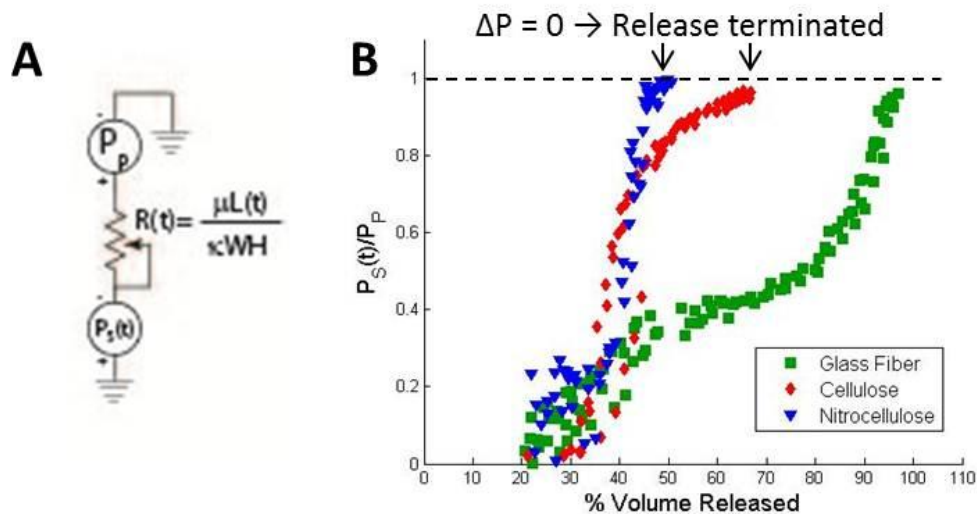 A
-
P_P
+
R(t)= μL(t) / κWH
-
P_S(t)
+
B
ΔP = 0 → Release terminated
P_S(t)/P_P
1
0.8
0.6
0.4
0.2
0
0 10 20 30 40 50 60 70 80 90 100 110
% Volume Released
Glass Fiber
Cellulose
Nitrocellulose